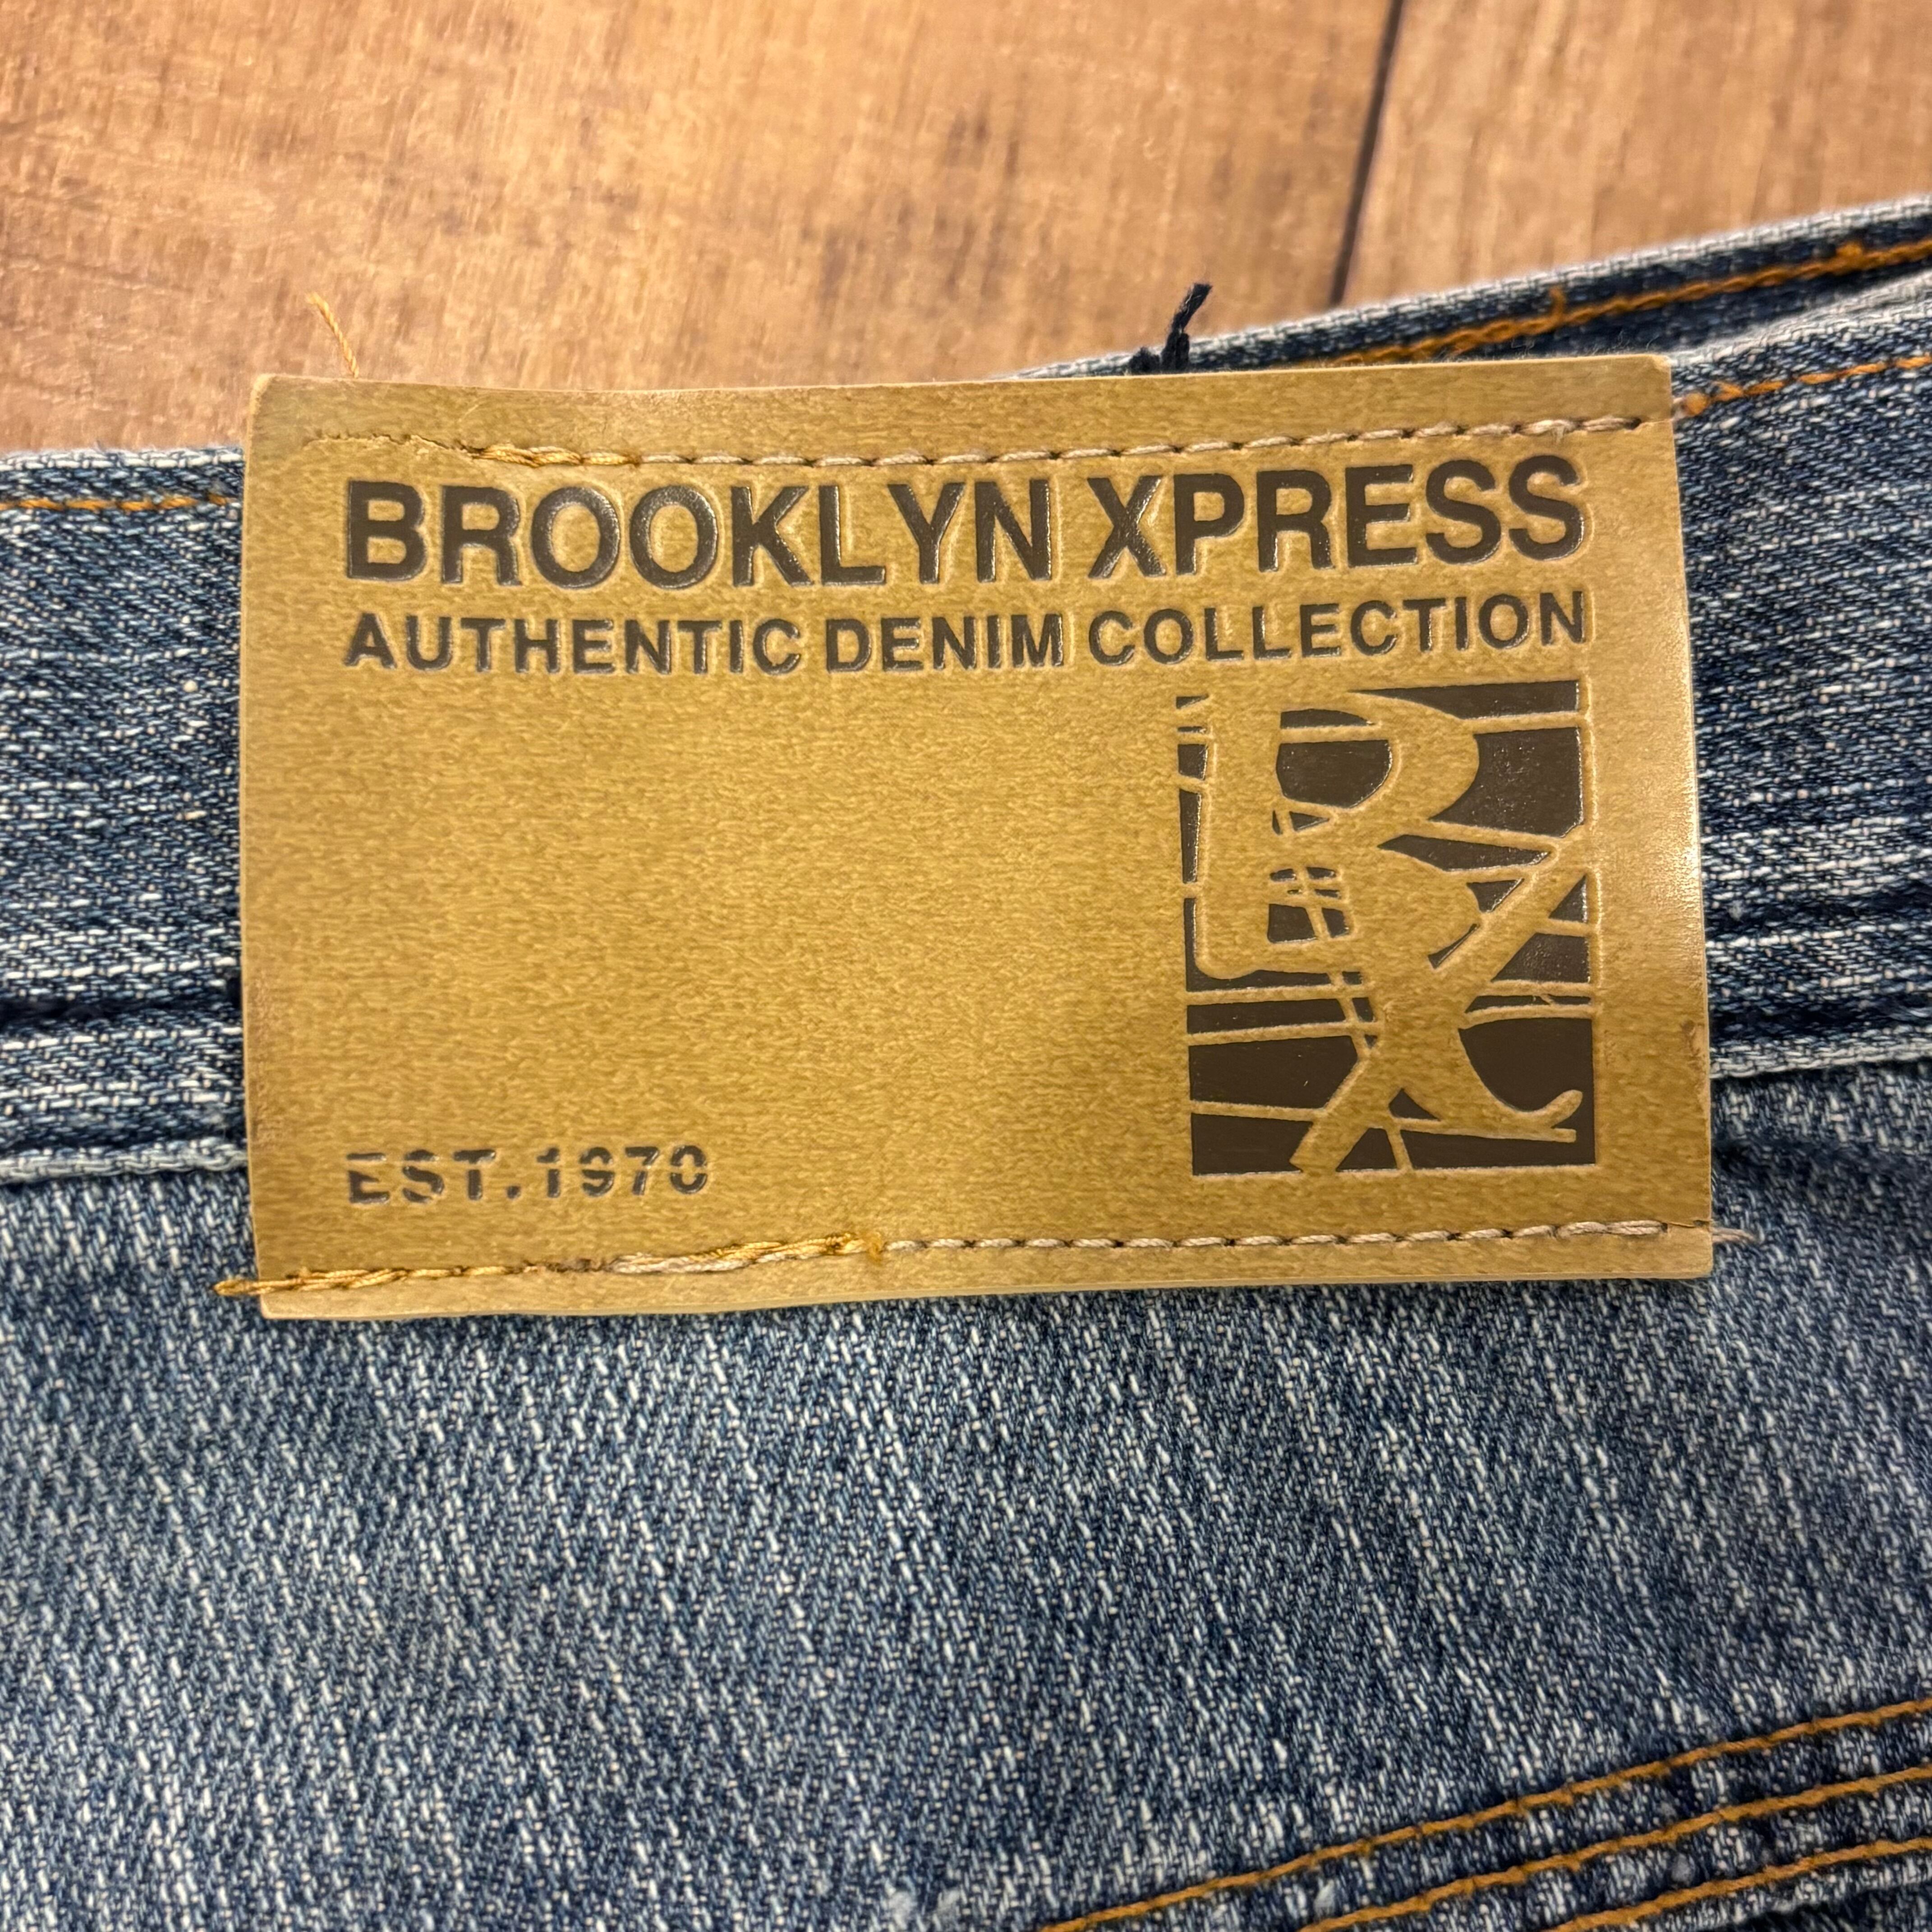 BROOKLYN XPRESS
AUTHENTIC DENIM COLLECTION
EST.1970